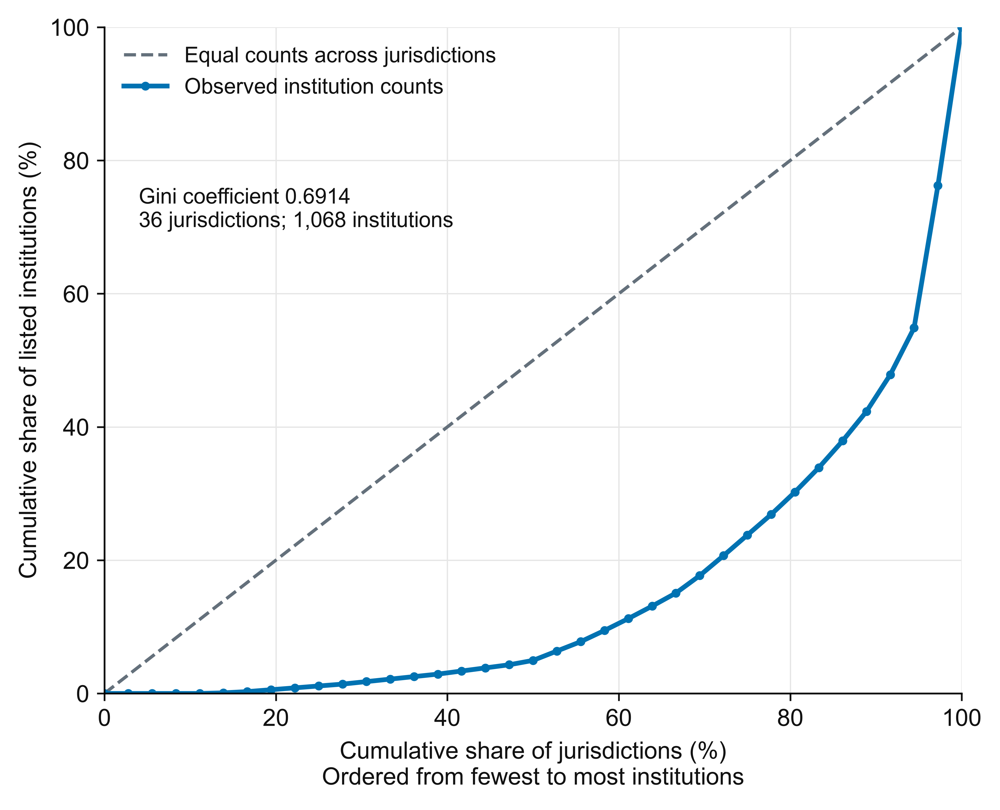 100
80
60
40
20
0
Cumulative share of listed institutions (%)
Equal counts across jurisdictions
Observed institution counts
Gini coefficient 0.6914
36 jurisdictions; 1,068 institutions
0 20 40 60 80 100
Cumulative share of jurisdictions (%)
Ordered from fewest to most institutions